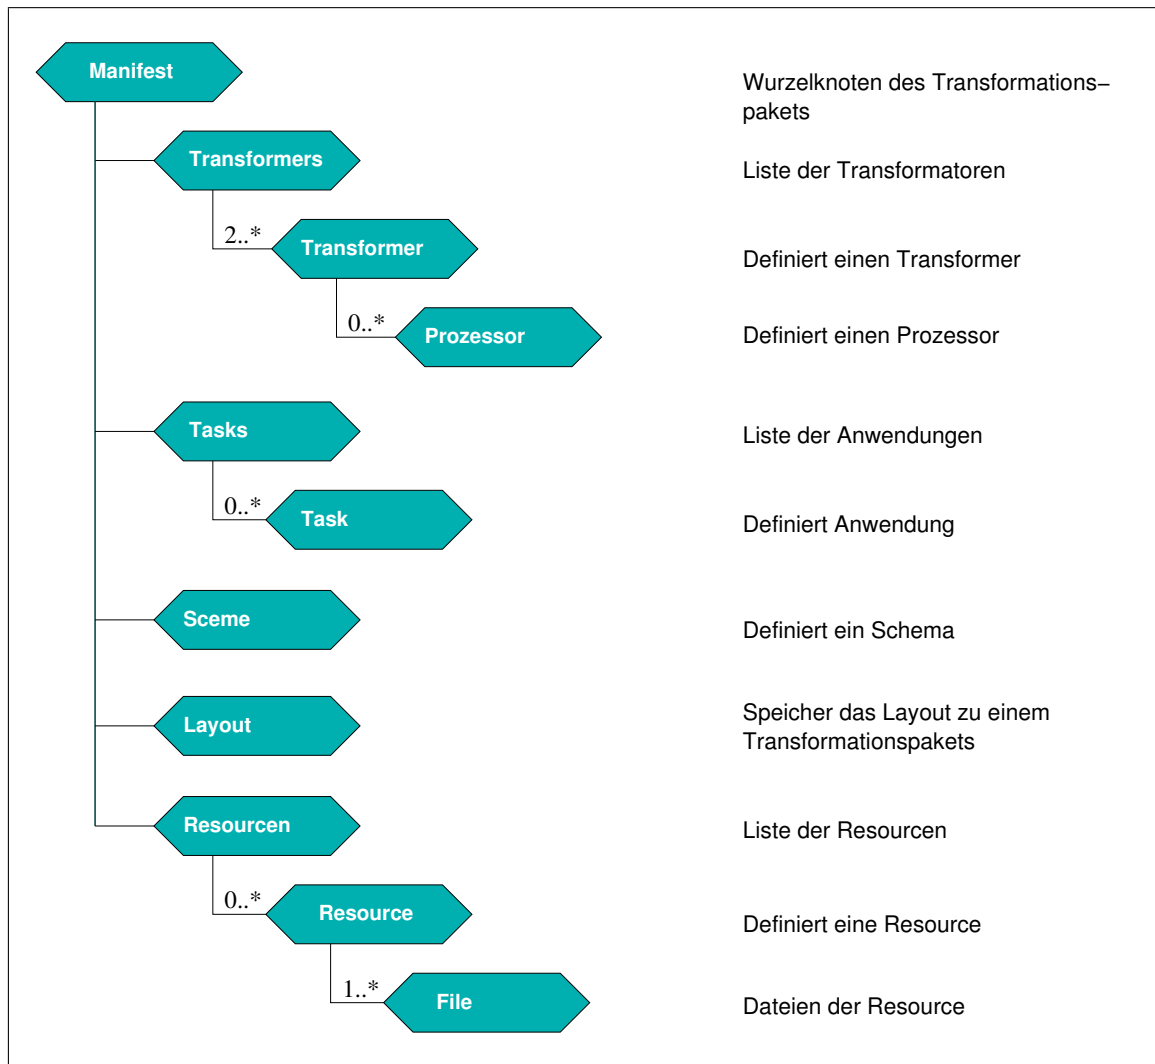 Manifest
Wurzelknoten des Transformations–
pakets
Transformers
Liste der Transformatoren
2..*
Transformer
Definiert einen Transformer
0..*
Prozessor
Definiert einen Prozessor
Tasks
Liste der Anwendungen
0..*
Task
Definiert Anwendung
Sceme
Definiert ein Schema
Layout
Speicher das Layout zu einem
Transformationspakets
Resourcen
Liste der Resourcen
0..*
Resource
Definiert eine Resource
1..*
File
Dateien der Resource